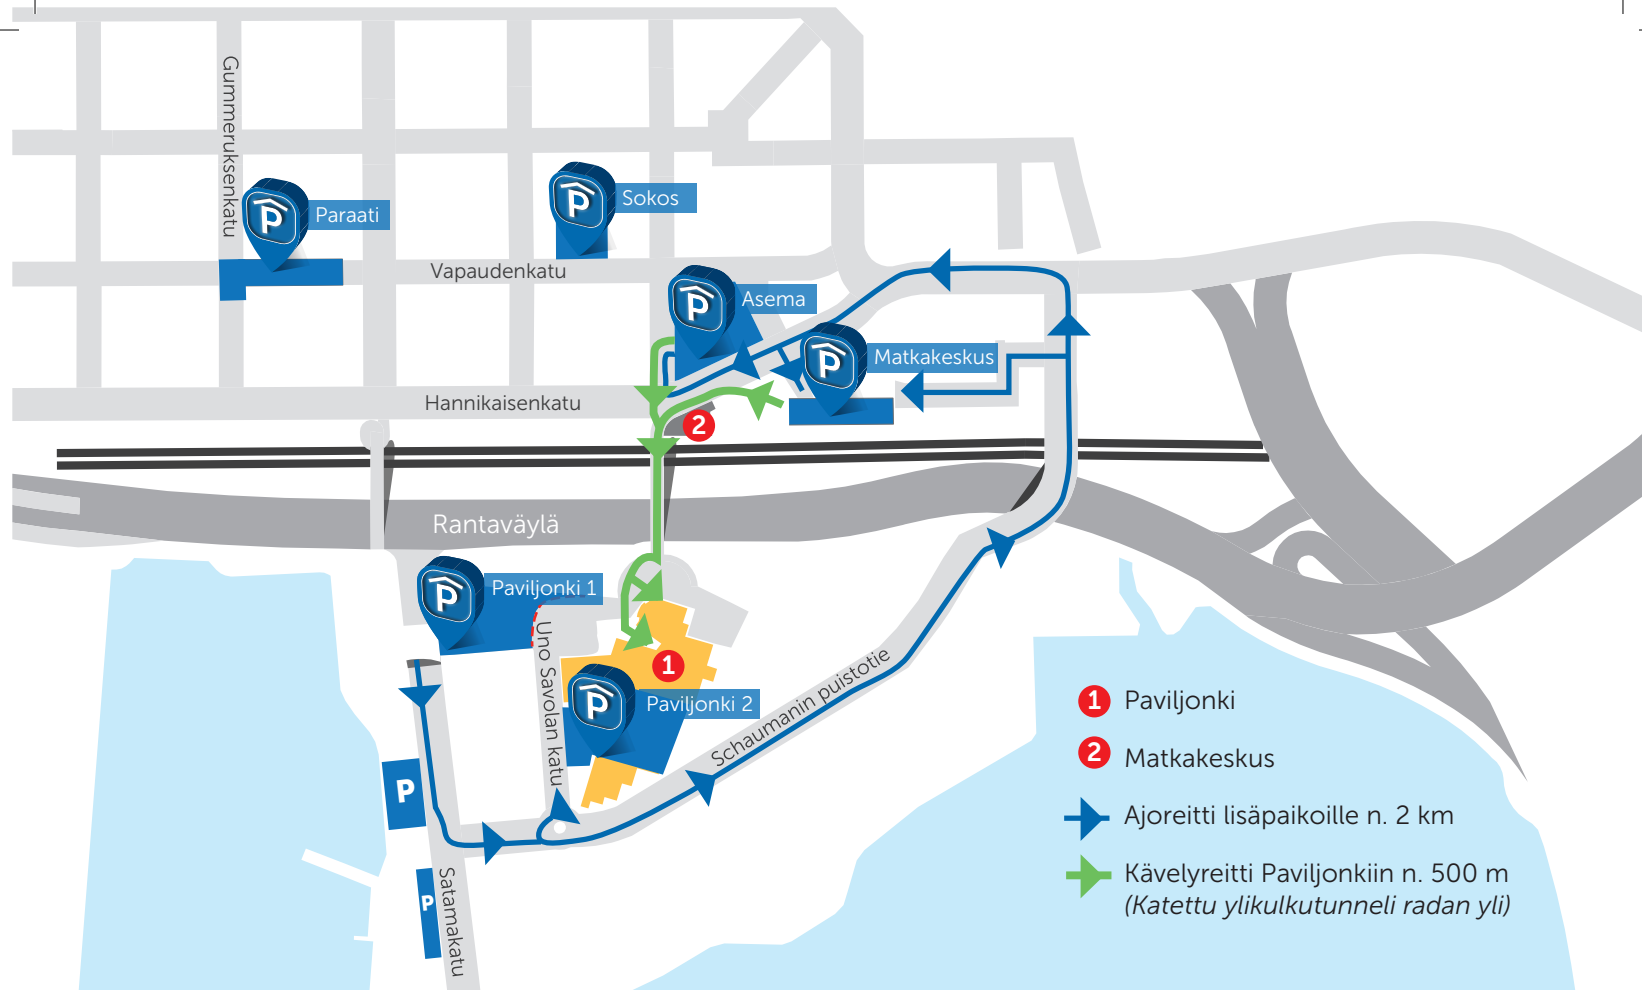 Gummeruksenkatu
P
Paraati
P
Sokos
Vapaudenkatu
P
Asema
P
Matkakeskus
Hannikaisenkatu
2
Rantaväylä
P
Paviljonki 1
Uno Savolan katu
1
P
Paviljonki 2
Schaumanin puistotie
P
P
Satamakatu
1 Paviljonki
2 Matkakeskus
Ajoreitti lisäpaikoille n. 2 km
Kävelyreitti Paviljonkiin n. 500 m
(Katettu ylikulkutunneli radan yli)